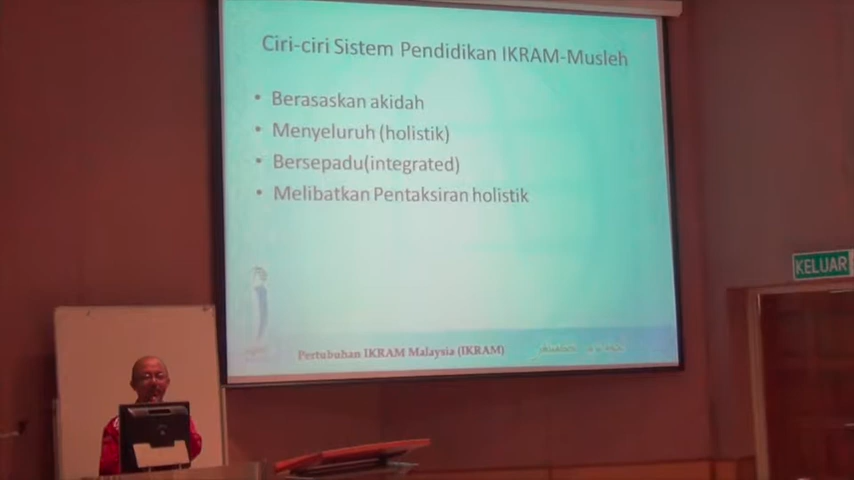 Ciri-ciri Sistem Pendidikan IKRAM-Musleh
• Berasaskan akidah
• Menyeluruh (holistik)
• Bersepadu(integrated)
• Melibatkan Pentaksiran holistik
KELUAR
Pertubuhan IKRAM Malaysia (IKRAM)